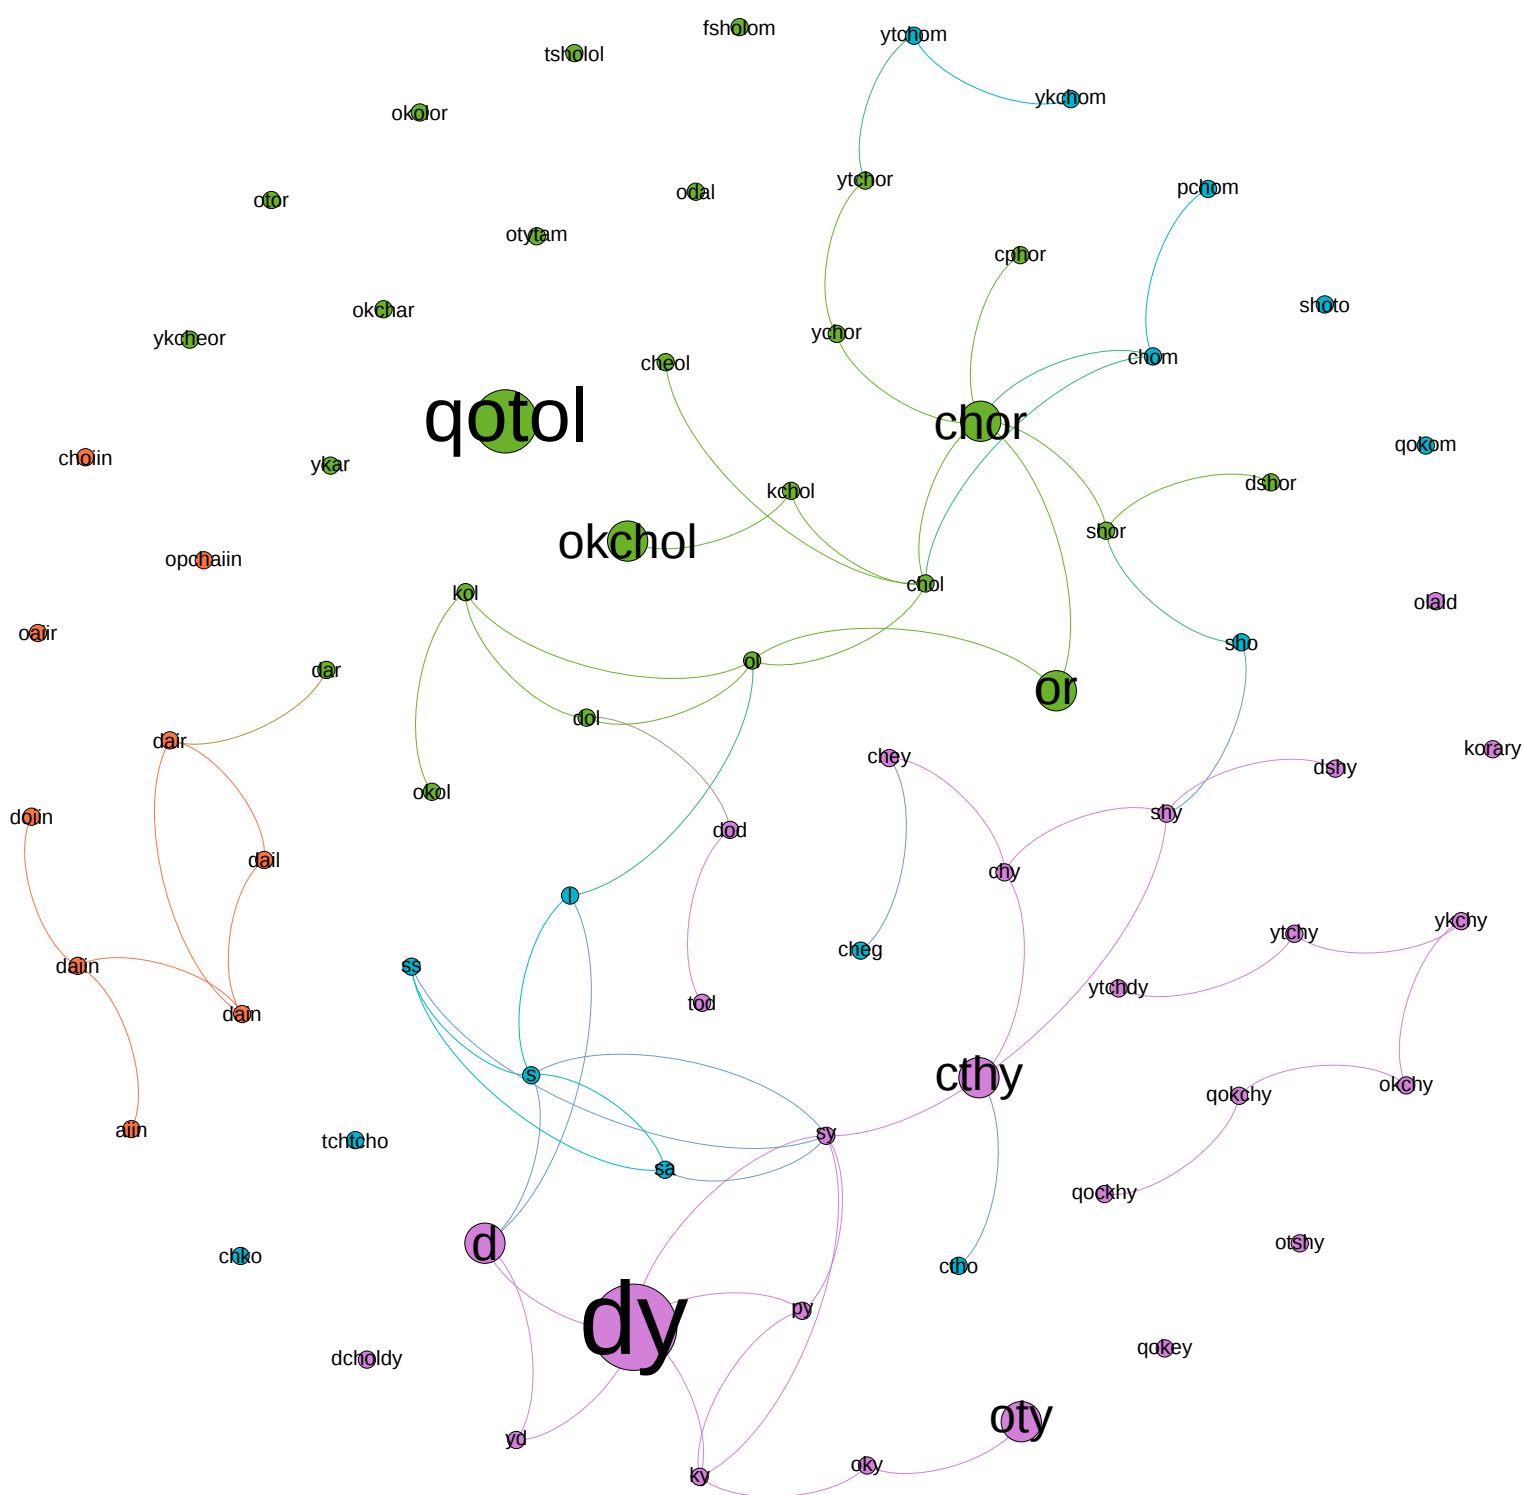 fsholom
ytchom
tsholol
ykchom
okolor
ytchor
pchom
odal
otor
otytam
cphor
shoto
okchar
ychor
ykcheor
chom
cheol
qotol
chor
qokom
choiin
ykar
dshor
kchol
shor
okchol
opchaiin
chol
kol
olald
oaiir
sho
ol
dar
or
dol
dair
korary
chey
dshy
okol
shy
doiin
dod
dail
chy
l
ykchy
ytchy
cheg
daiin
ss
ytchdy
tod
dain
s
cthy
okchy
qokchy
aiin
sy
tchtcho
sa
qockhy
d
otshy
chko
ctho
py
dy
qokey
dcholdy
oty
yd
oky
ky